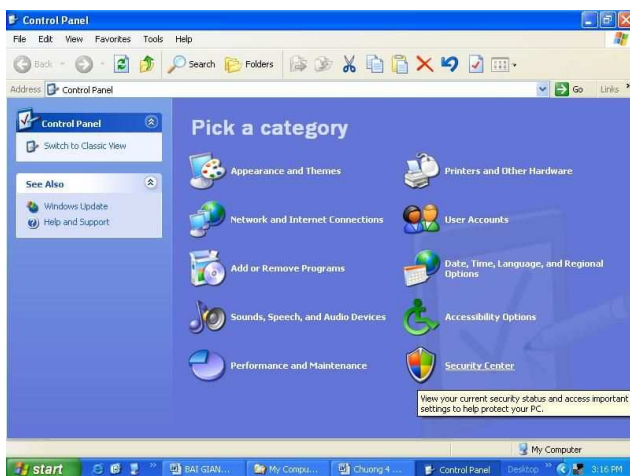 Control Panel
File Edit View Favorites Tools Help
Back Search Folders
Address Control Panel Go Links
Control Panel
Switch to Classic View
See Also
Windows Update
Help and Support
Pick a category
Appearance and Themes
Printers and Other Hardware
Network and Internet Connections
User Accounts
Add or Remove Programs
Date, Time, Language, and Regional
Options
Sounds, Speech, and Audio Devices
Accessibility Options
Performance and Maintenance
Security Center
View your current security status and access important
settings to help protect your PC.
My Computer
start BAI GIAN... My Compu... Chuong 4 ... Control Panel Desktop 3:16 PM